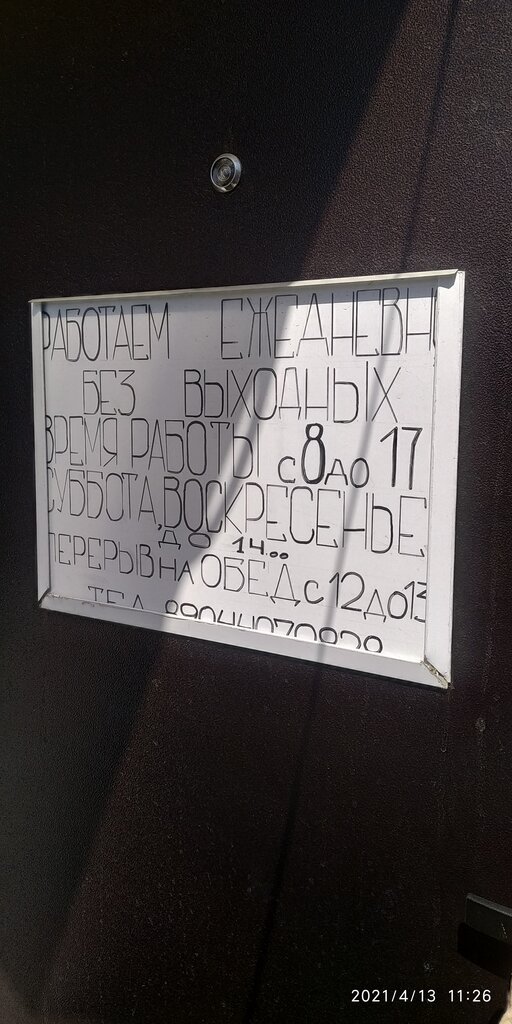 РАБОТАЕМ ЕЖЕДНЕВН
БЕЗ ВЫХОДНЫХ
ВРЕМЯ РАБОТЫ С 8 ДО 17
СУББОТА, ВОСКРЕСЕНЬЕ
ДО 14.00
ПЕРЕРЫВ НА ОБЕД С 12 ДО 13
ТЕЛ
2021/4/13 11:26